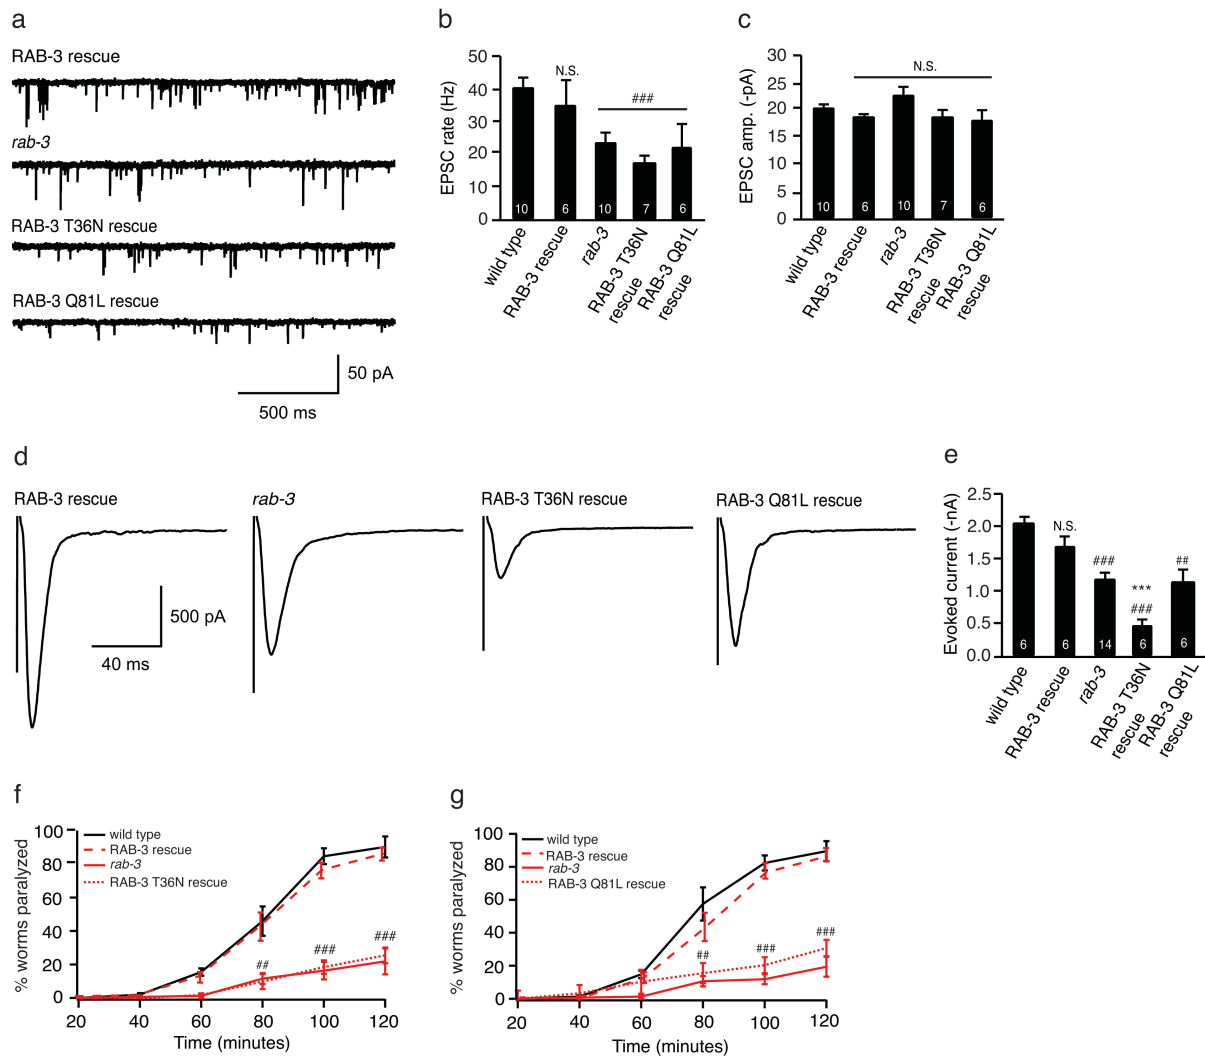 a
RAB-3 rescue
rab-3
RAB-3 T36N rescue
RAB-3 Q81L rescue
50 pA
500 ms
b
EPSC rate (Hz)
50
40
30
20
10
0
N.S.
###
10
6
10
7
6
wild type
RAB-3 rescue
rab-3
RAB-3 T36N
rescue
RAB-3 Q81L
rescue
c
EPSC amp. (-pA)
30
25
20
15
10
5
0
N.S.
10
6
10
7
6
wild type
RAB-3 rescue
rab-3
RAB-3 T36N
rescue
RAB-3 Q81L
rescue
d
RAB-3 rescue
rab-3
RAB-3 T36N rescue
RAB-3 Q81L rescue
500 pA
40 ms
e
Evoked current (-nA)
2.5
2.0
1.5
1.0
0.5
0.0
N.S.
###
***
###
##
6
6
14
6
6
wild type
RAB-3 rescue
rab-3
RAB-3 T36N
rescue
RAB-3 Q81L
rescue
f
% worms paralyzed
100
80
60
40
20
0
wild type
RAB-3 rescue
rab-3
RAB-3 T36N rescue
##
###
###
20 40 60 80 100 120
Time (minutes)
g
% worms paralyzed
100
80
60
40
20
0
wild type
RAB-3 rescue
rab-3
RAB-3 Q81L rescue
##
###
###
20 40 60 80 100 120
Time (minutes)